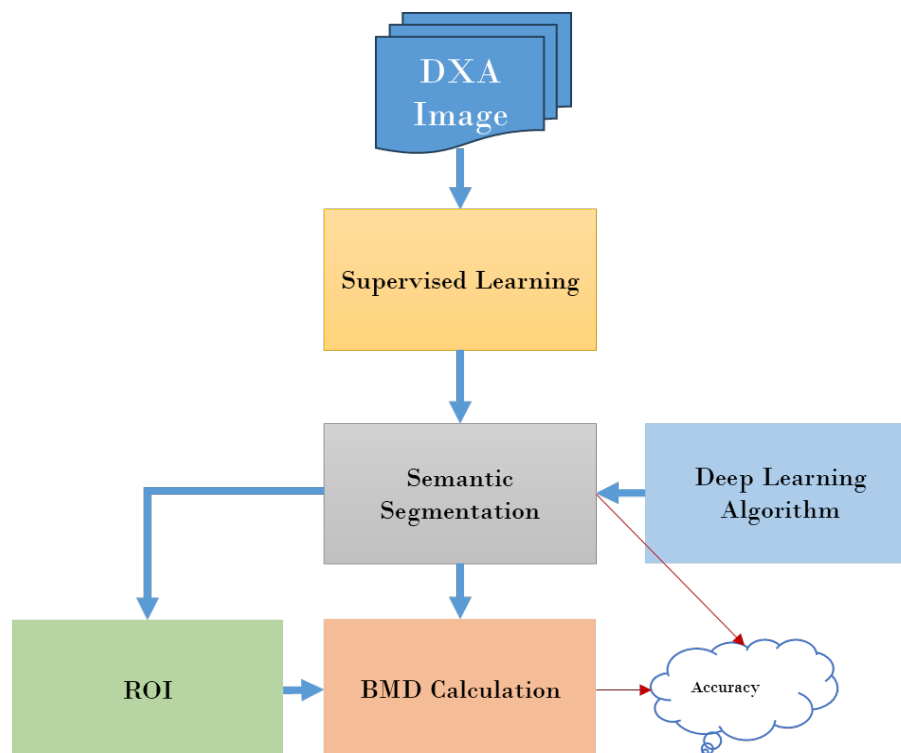 DXA
Image
Supervised Learning
Semantic
Segmentation
Deep Learning
Algorithm
ROI
BMD Calculation
Accuracy